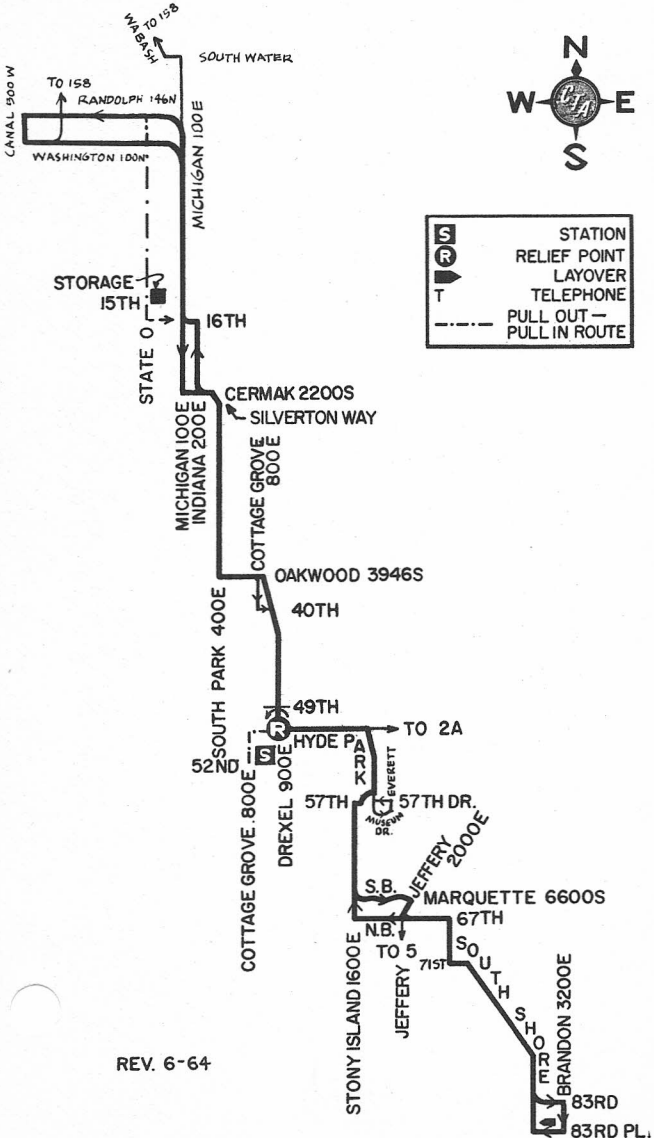 TO 158
WABASH
SOUTH WATER
N
W CTA E
S
TO 158
RANDOLPH 146N
CANAL 500W
WASHINGTON 100N
MICHIGAN 100E
S STATION
R RELIEF POINT
LAYOVER
T TELEPHONE
PULL OUT —
PULL IN ROUTE
STORAGE
15TH
16TH
STATE 0
CERMAK 2200S
SILVERTON WAY
MICHIGAN 100E
INDIANA 200E
COTTAGE GROVE
800E
OAKWOOD 3946S
40TH
SOUTH PARK 400E
49TH
R
HYDE PARK
TO 2A
S
52ND
COTTAGE GROVE 800E
DREXEL 900E
EVERETT
57TH
57TH DR.
MUSEUM
DR.
JEFFERY
2000E
S.B.
MARQUETTE 6600S
N.B.
67TH
TO 5
71ST
STONY ISLAND 1600E
JEFFERY
SOUTH SHORE
BRANDON 3200E
REV. 6-64
83RD
83RD PL.